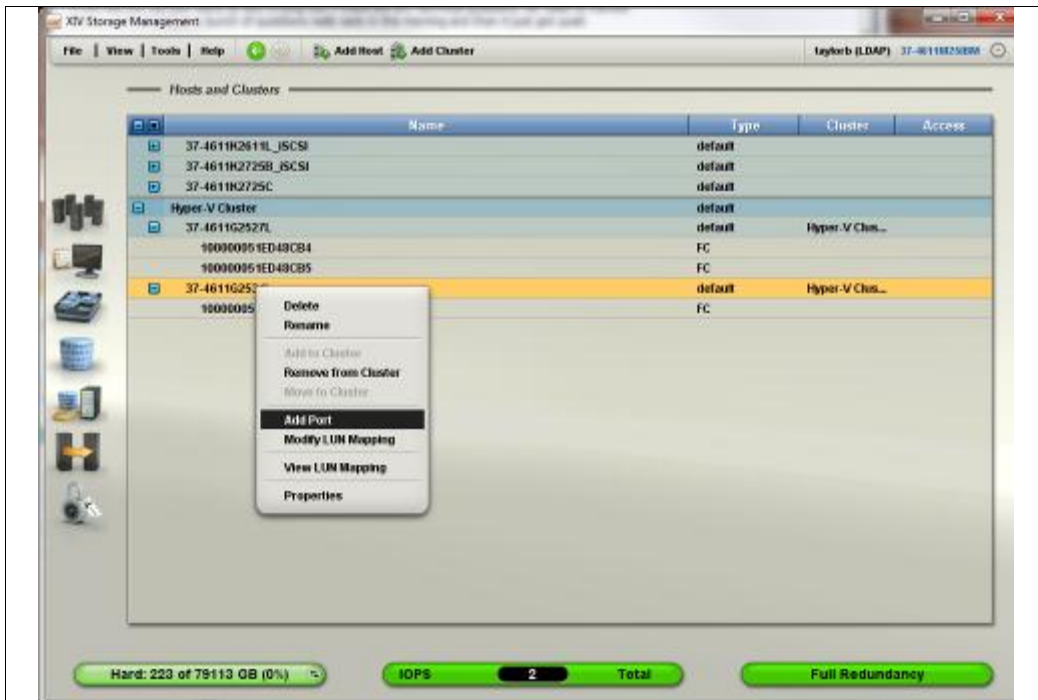 XIV Storage Management
File | View | Tools | Help Add Host Add Cluster taylorb (LDAP)
Hosts and Clusters
Name Type Cluster Access
37-4611K2611L_iSCSI default
37-4611K2725B_iSCSI default
37-4611K2725C default
Hyper-V Cluster default
37-4611G2527L default Hyper-V Clus...
100000051ED48CB4 FC
100000051ED48CB5 FC
default Hyper-V Clus...
FC
Delete
Rename
Add to Cluster
Remove from Cluster
Move to Cluster
Add Port
Modify LUN Mapping
View LUN Mapping
Properties
Hard: 223 of 79113 GB (0%) IOPS 2 Total Full Redundancy